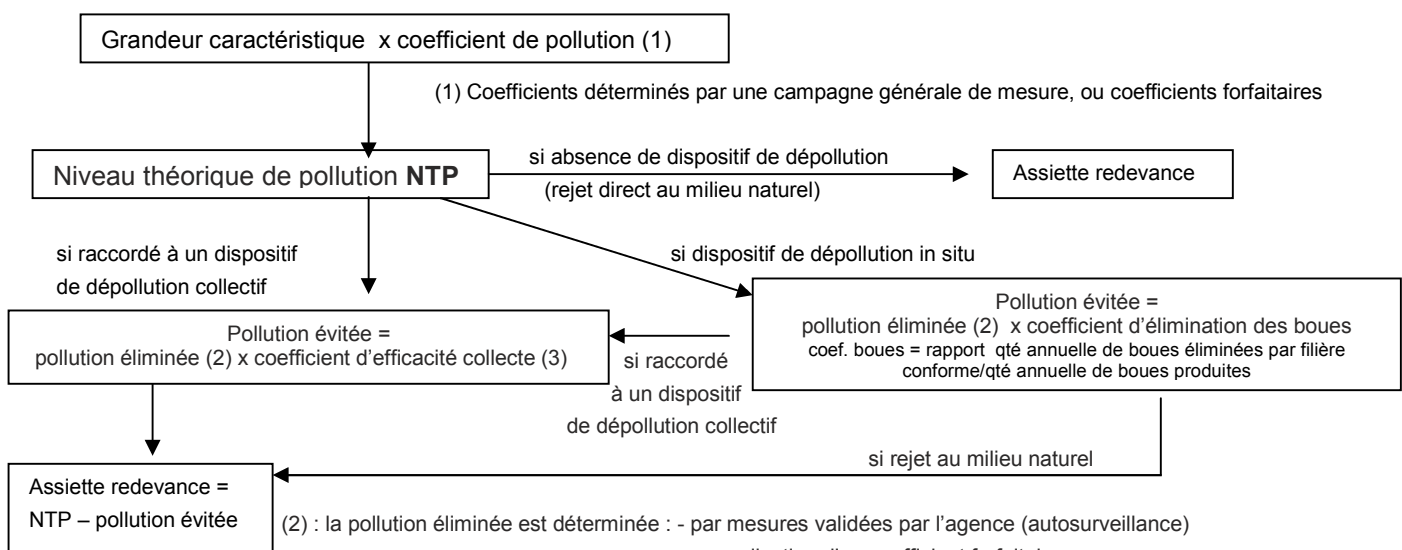 Grandeur caractéristique x coefficient de pollution (1)
(1) Coefficients déterminés par une campagne générale de mesure, ou coefficients forfaitaires
Niveau théorique de pollution NTP
si absence de dispositif de dépollution
(rejet direct au milieu naturel)
Assiette redevance
si raccordé à un dispositif
de dépollution collectif
si dispositif de dépollution in situ
Pollution évitée =
pollution éliminée (2) x coefficient d'efficacité collecte (3)
si raccordé
à un dispositif
de dépollution collectif
Pollution évitée =
pollution éliminée (2) x coefficient d'élimination des boues
coef. boues = rapport qté annuelle de boues éliminées par filière
conforme/qté annuelle de boues produites
si rejet au milieu naturel
Assiette redevance =
NTP – pollution évitée
(2) : la pollution éliminée est déterminée : - par mesures validées par l'agence (autosurveillance)